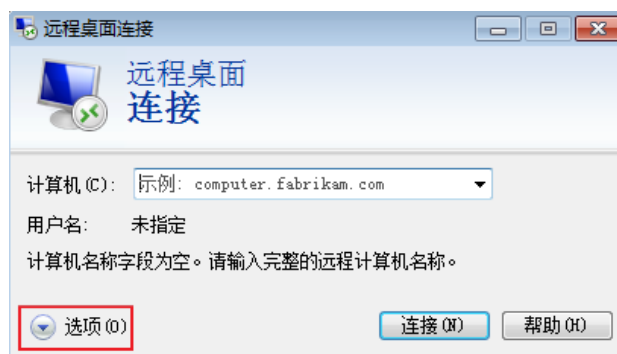 远程桌面连接
远程桌面
连接
计算机(C): 示例: computer.fabrikam.com
用户名: 未指定
计算机名称字段为空。请输入完整的远程计算机名称。
选项(O) 连接(N) 帮助(H)